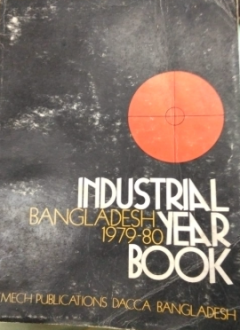 INDUSTRIAL
BANGLADESH YEAR
1979-80
BOOK
MECH PUBLICATIONS DACCA BANGLADESH